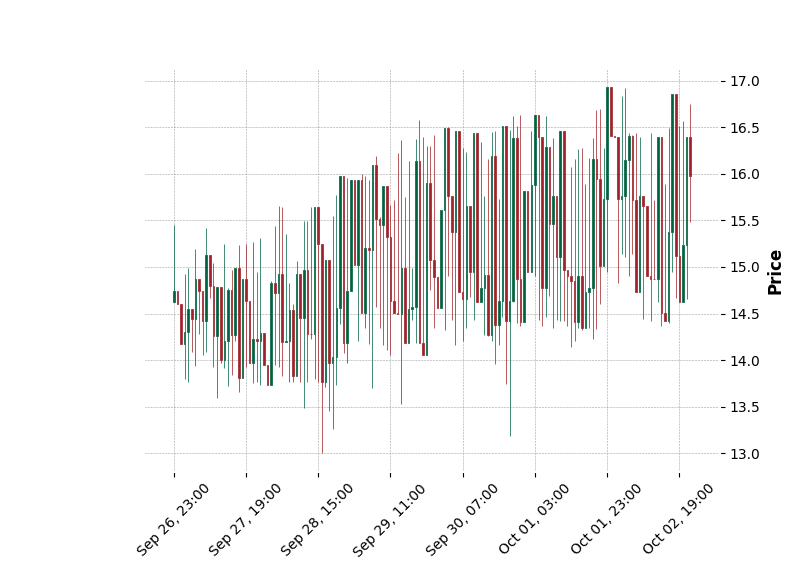 17.0
16.5
16.0
15.5
15.0
14.5
14.0
13.5
13.0
Price
Sep 26, 23:00
Sep 27, 19:00
Sep 28, 15:00
Sep 29, 11:00
Sep 30, 07:00
Oct 01, 03:00
Oct 01, 23:00
Oct 02, 19:00